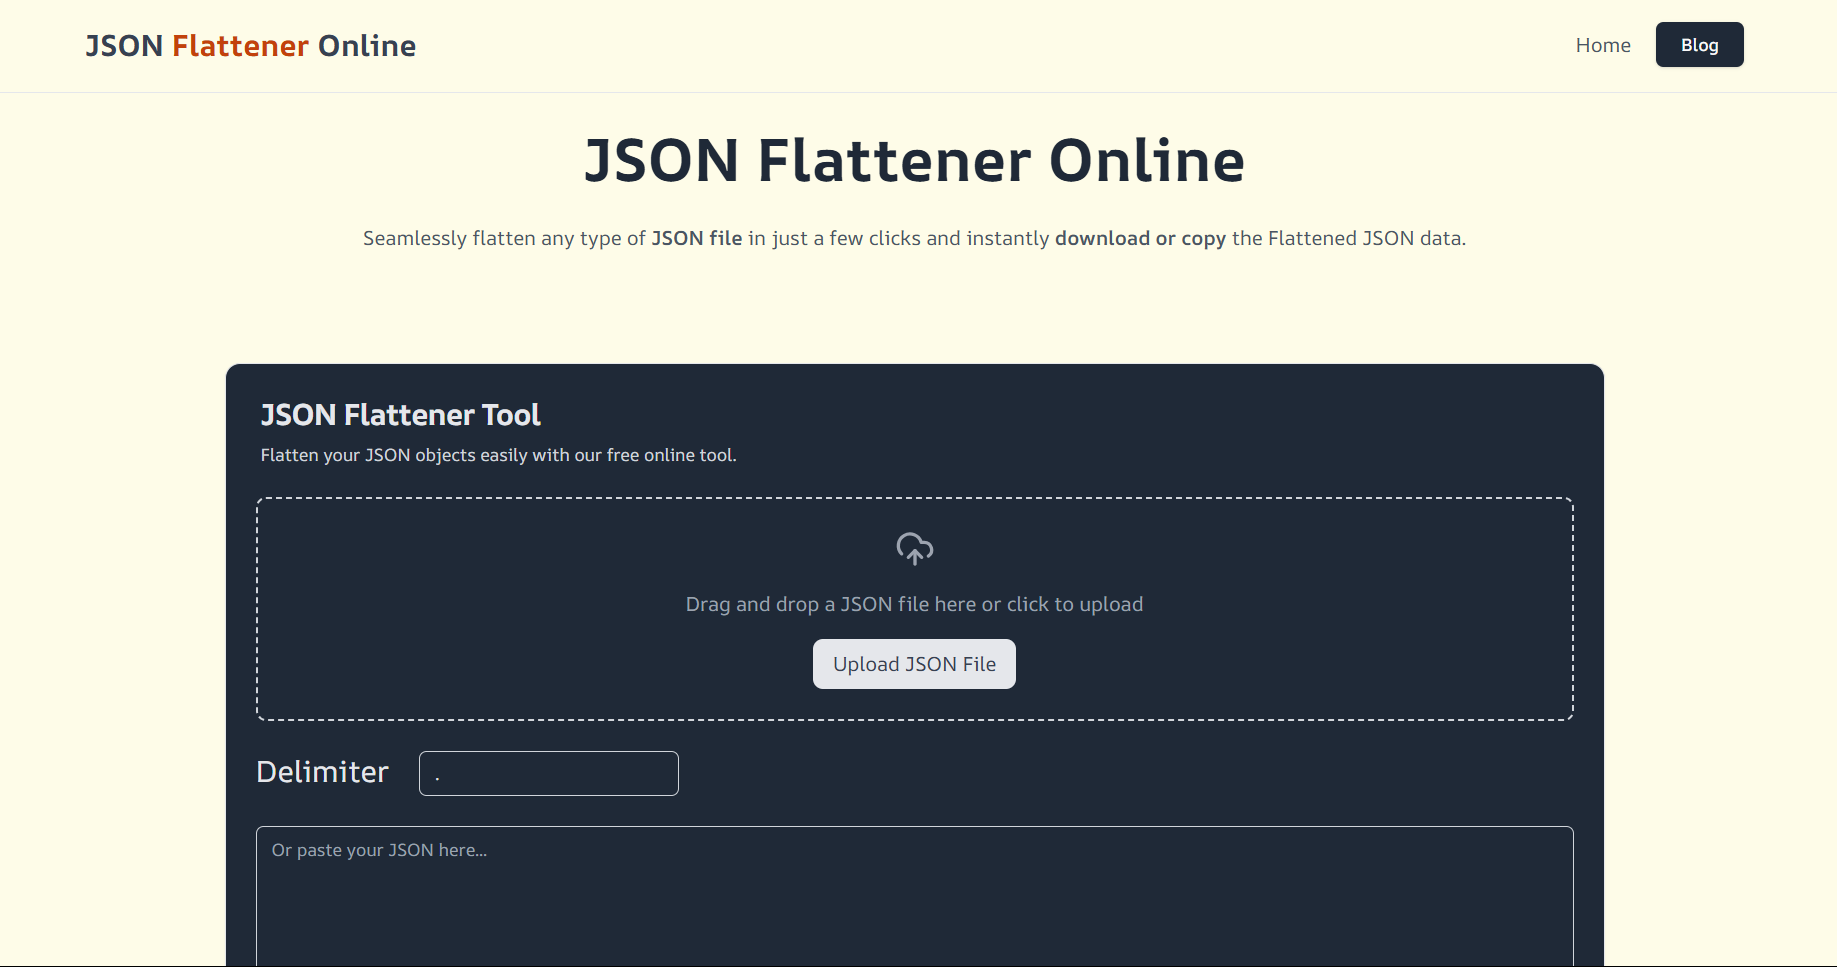 JSON Flattener Online
Home
Blog
JSON Flattener Online
Seamlessly flatten any type of JSON file in just a few clicks and instantly download or copy the Flattened JSON data.
JSON Flattener Tool
Flatten your JSON objects easily with our free online tool.
Drag and drop a JSON file here or click to upload
Upload JSON File
Delimiter
.
Or paste your JSON here...